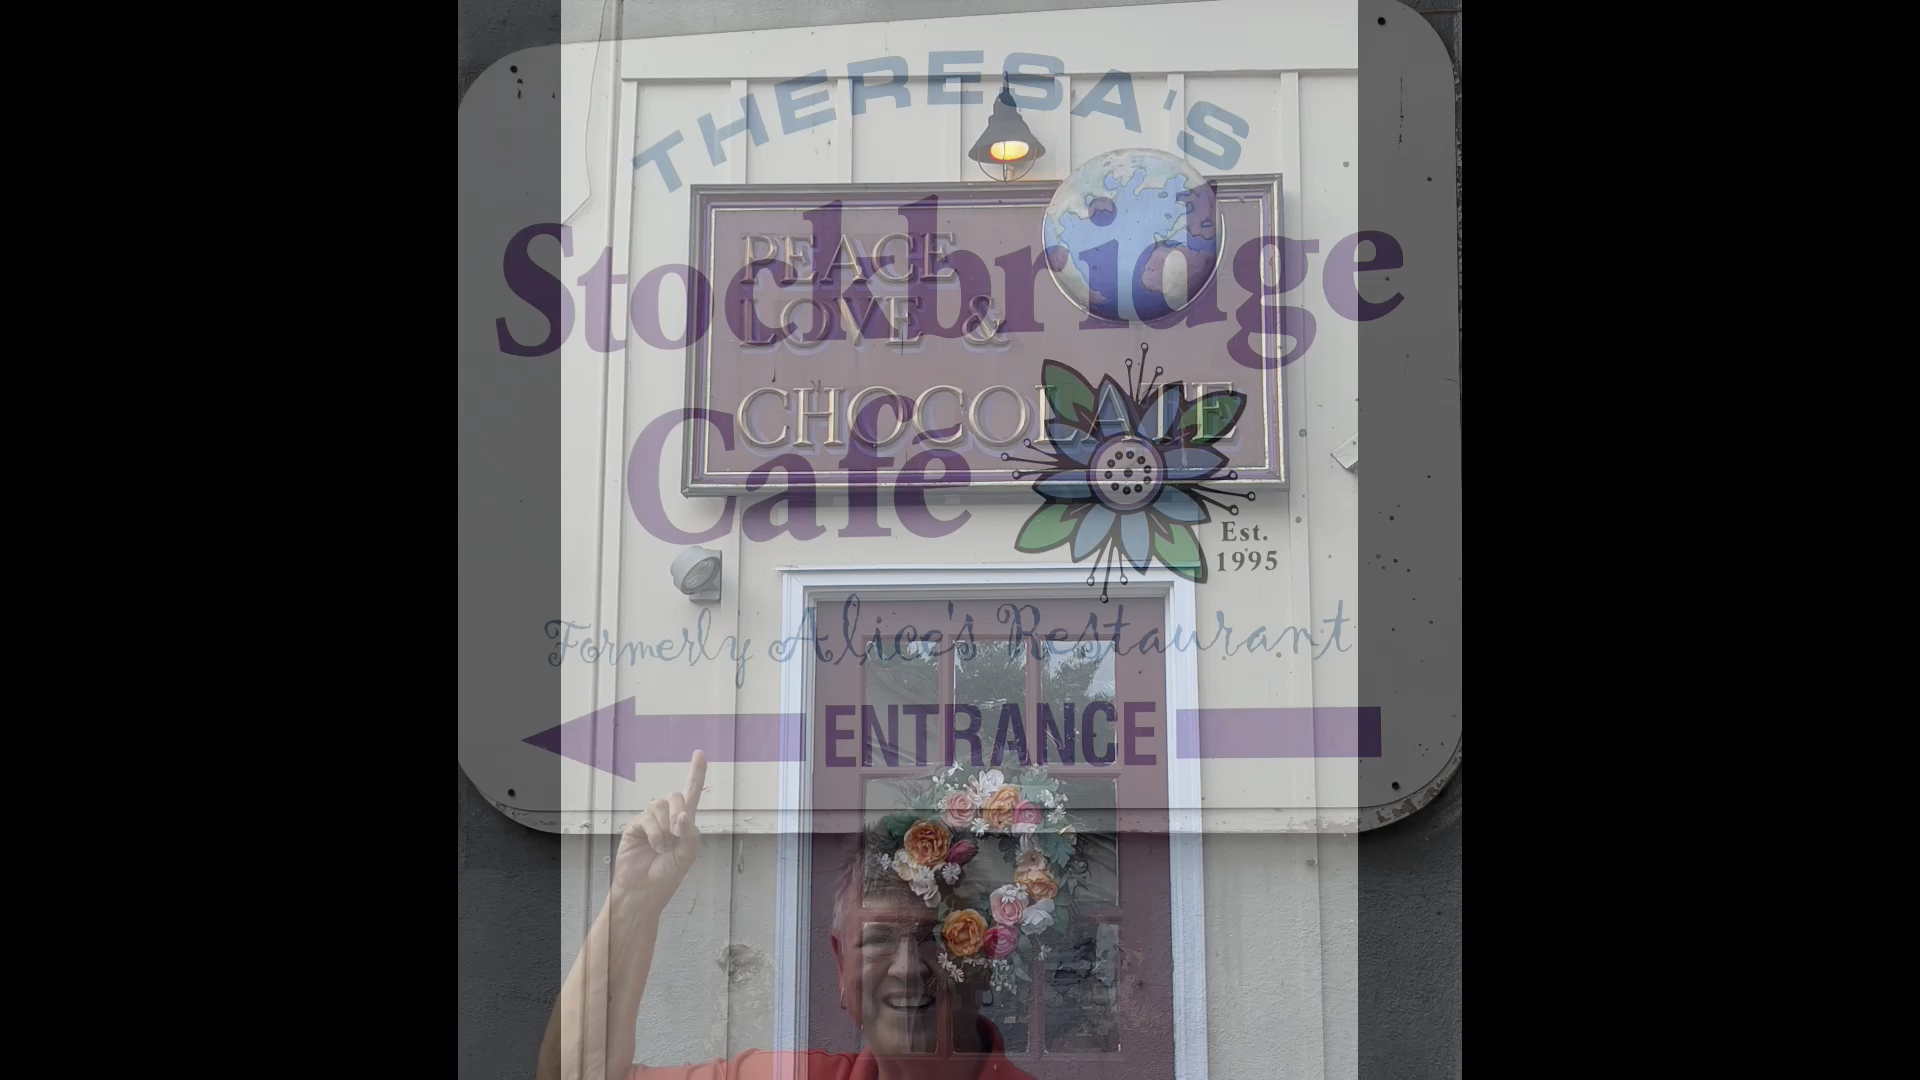 THERESA'S
Stockbridge
Café
Est.
1995
Formerly Alice's Restaurant
ENTRANCE
PEACE
LOVE &
CHOCOLATE